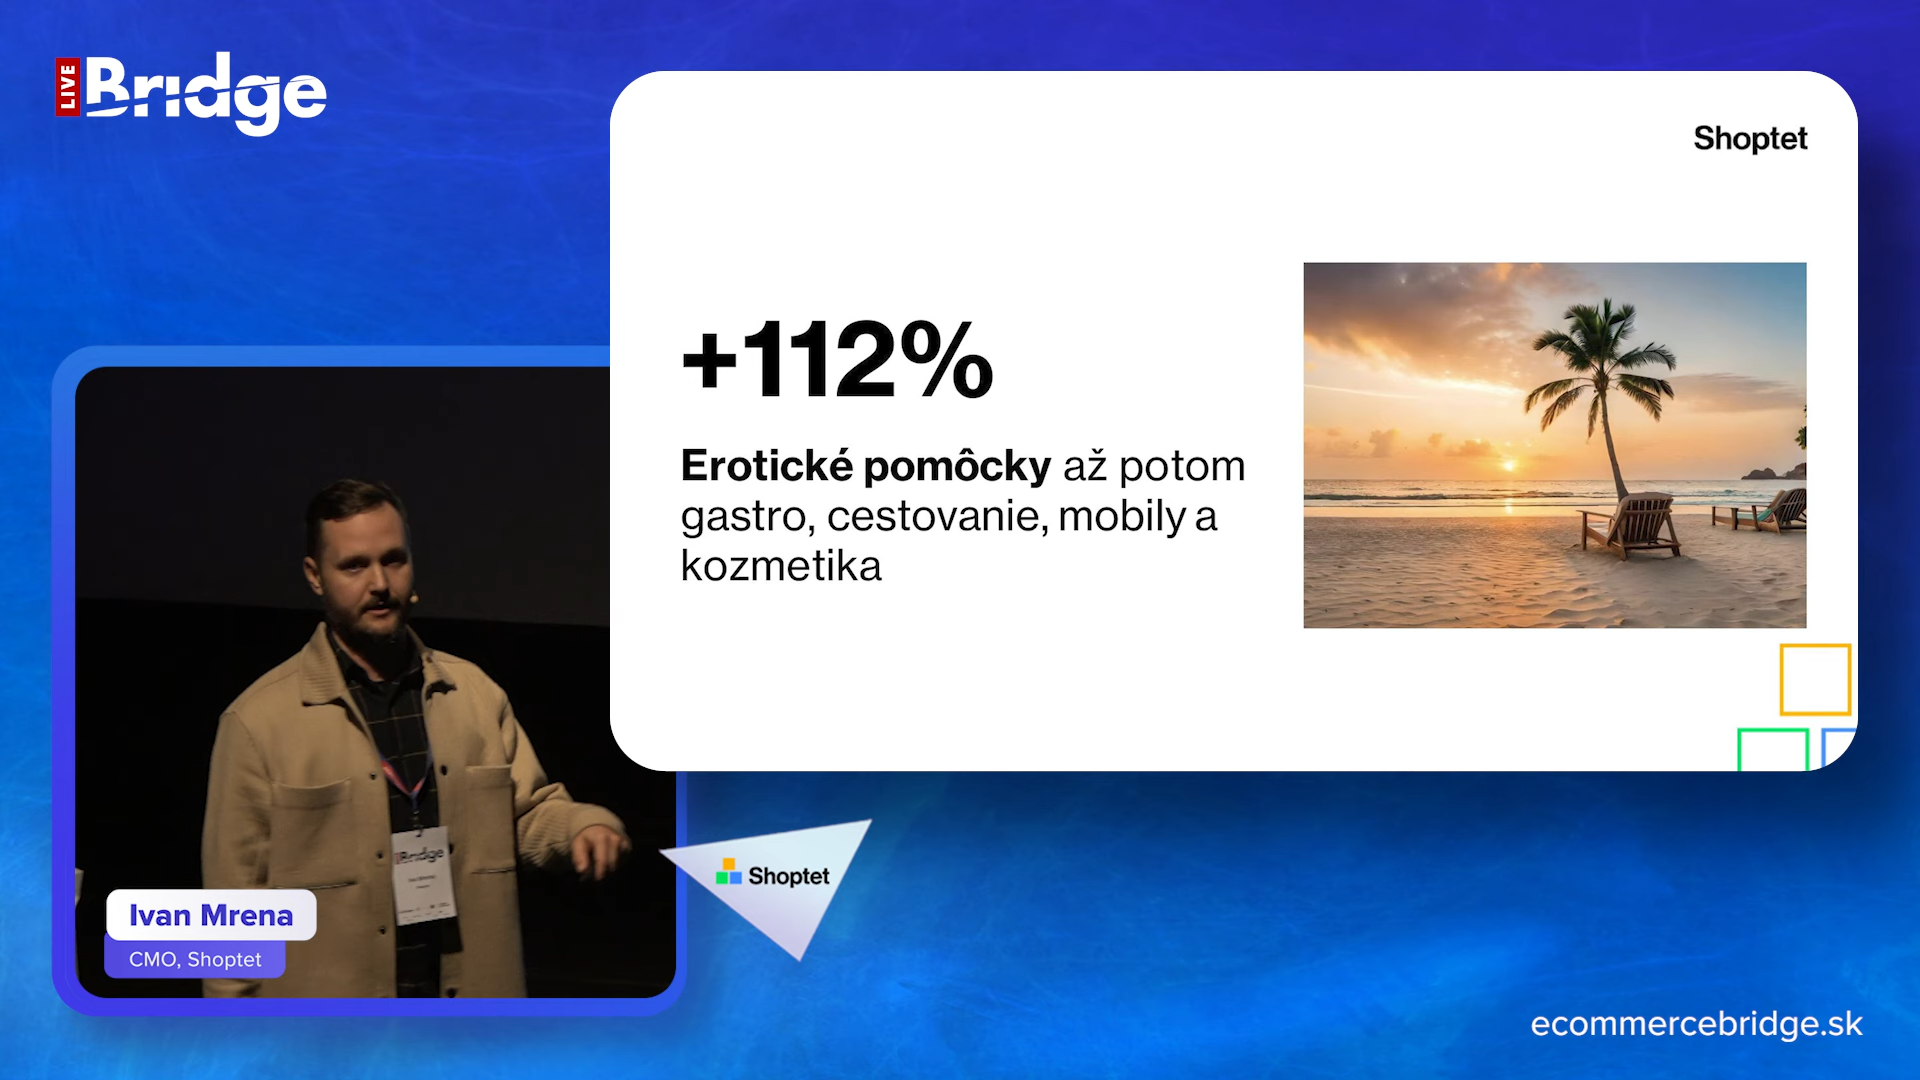 LIVE
Bridge
Shoptet
+112%
Erotické pomôcky až potom
gastro, cestovanie, mobily a
kozmetika
Bridge
Ivan Mrena
CMO, Shoptet
Shoptet
ecommercebridge.sk